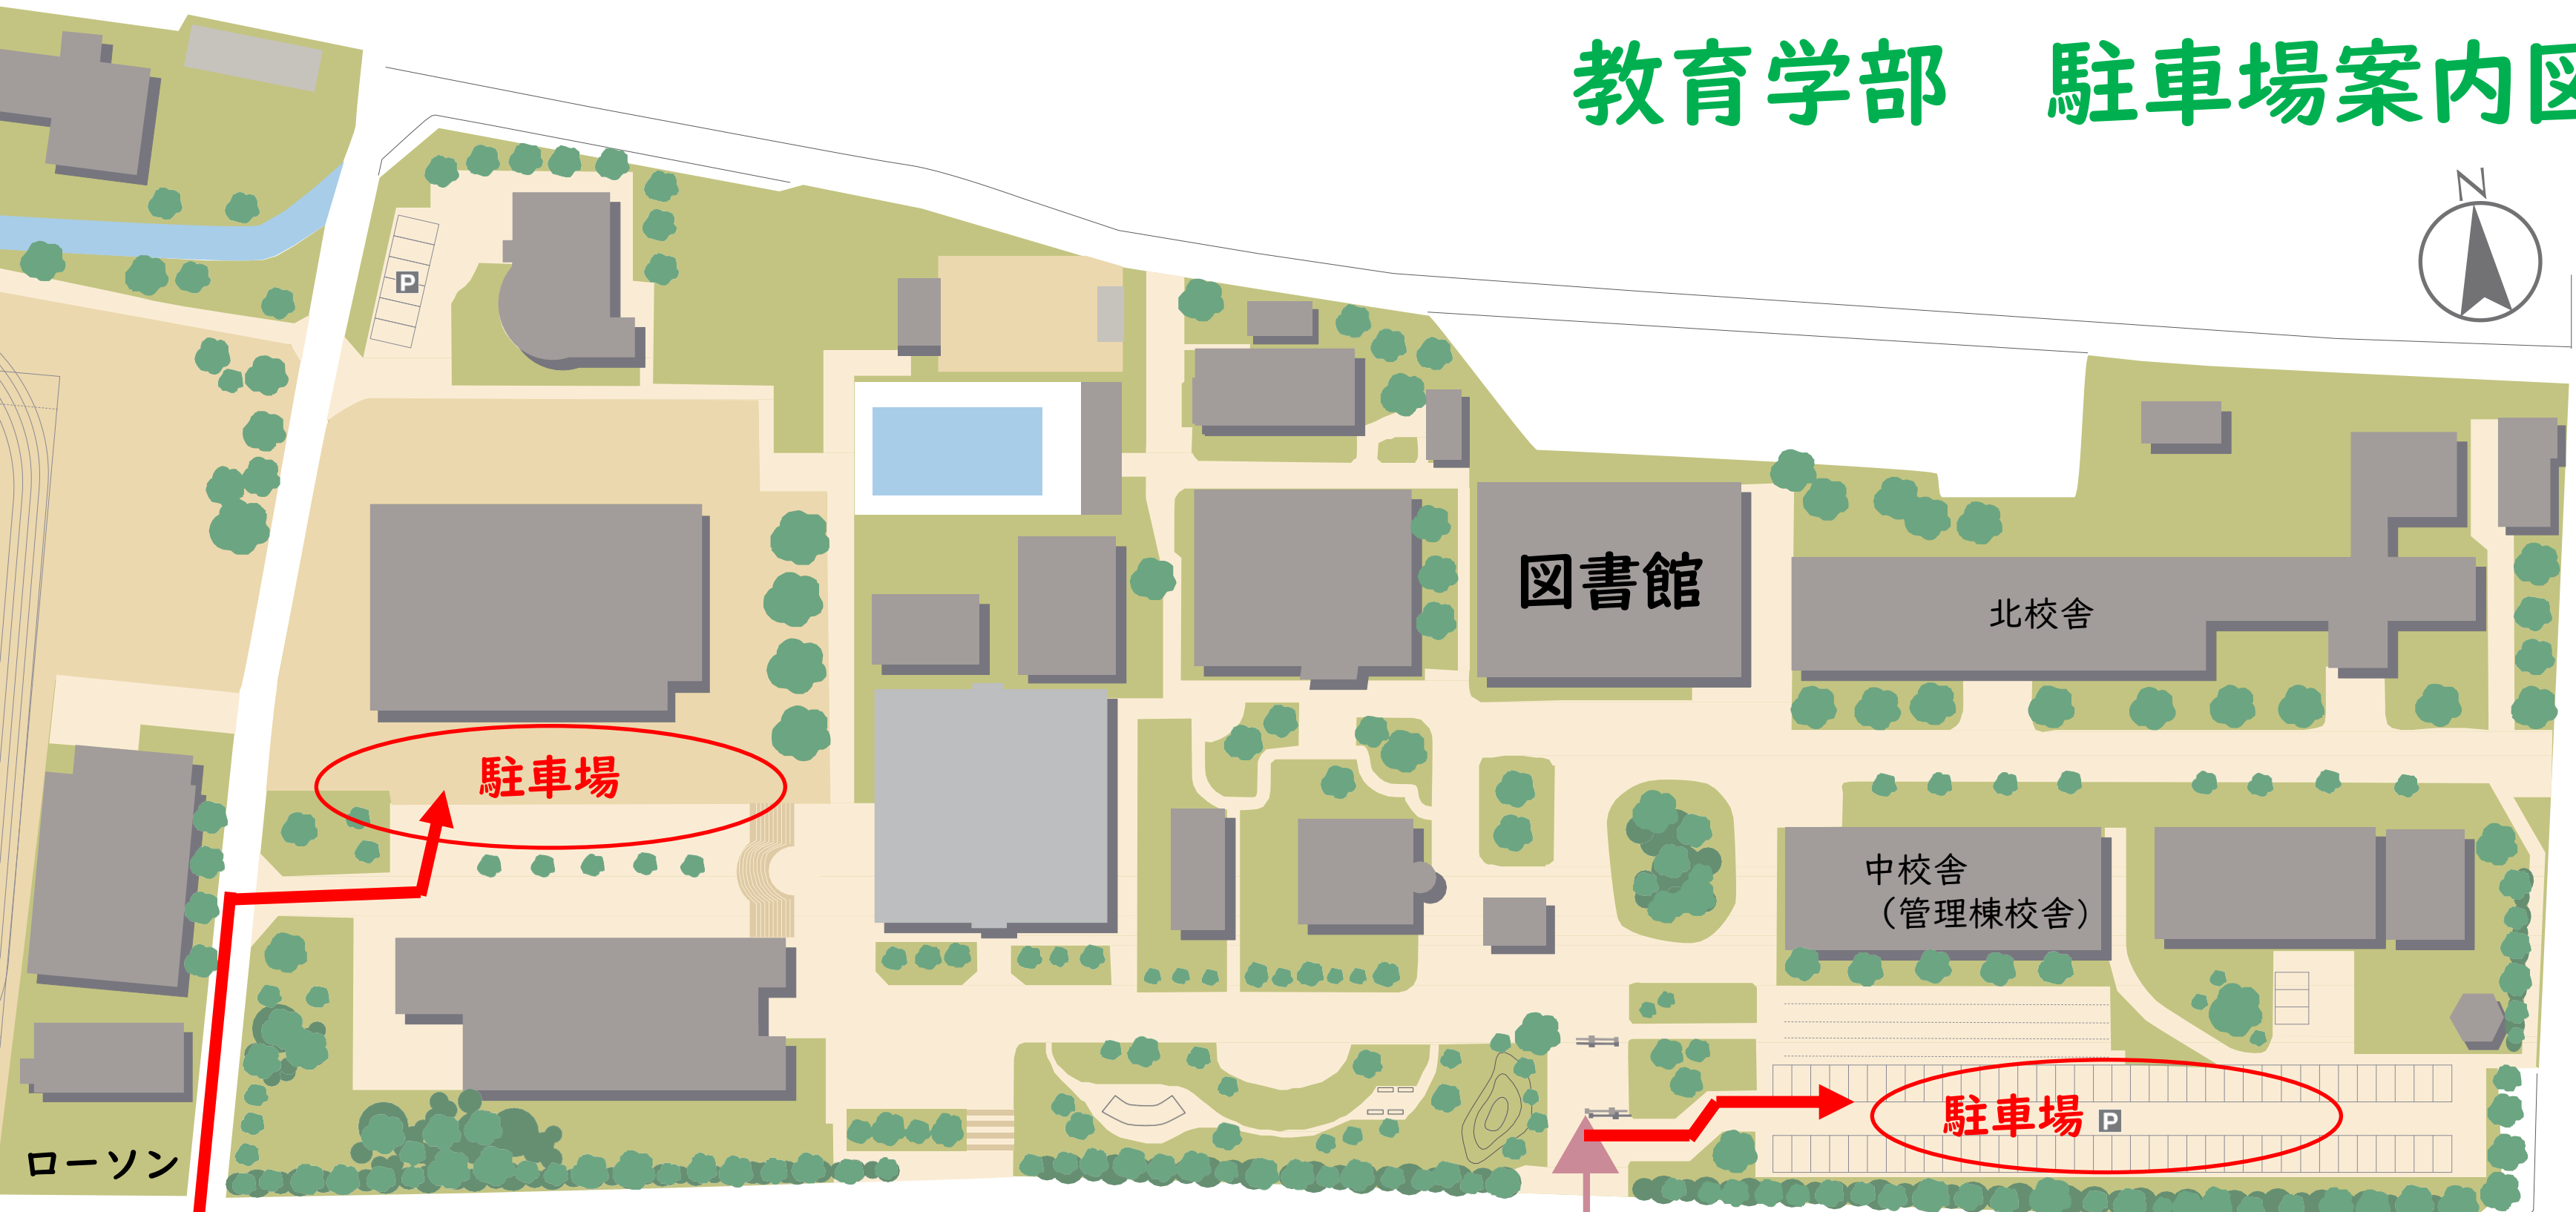 教育学部　駐車場案内図
N
P
図書館
北校舎
駐車場
中校舎
（管理棟校舎）
駐車場 P
ローソン